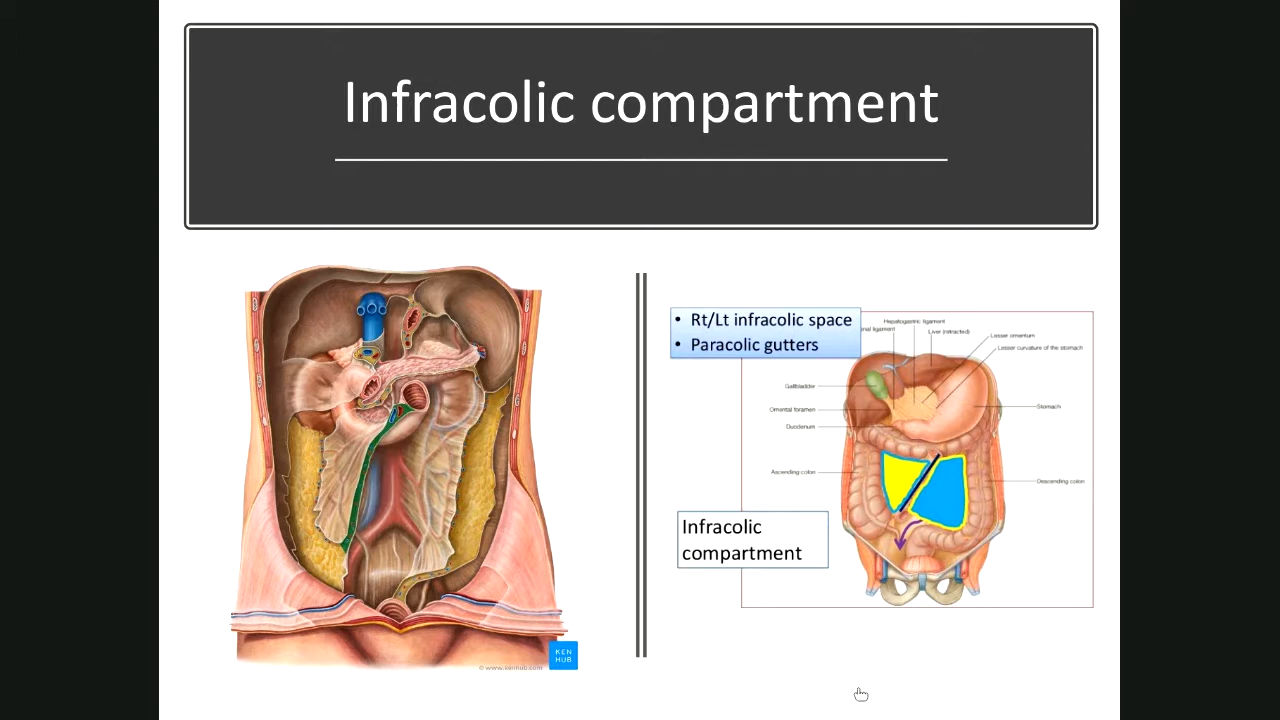 Infracolic compartment
• Rt/Lt infracolic space
• Paracolic gutters
Hepatogastric ligament
Liver (retracted)
Lesser omentum
Lesser curvature of the stomach
Gallbladder
Omental foramen
Duodenum
Stomach
Ascending colon
Descending colon
Infracolic
compartment
KEN
HUB
© www.kenhub.com